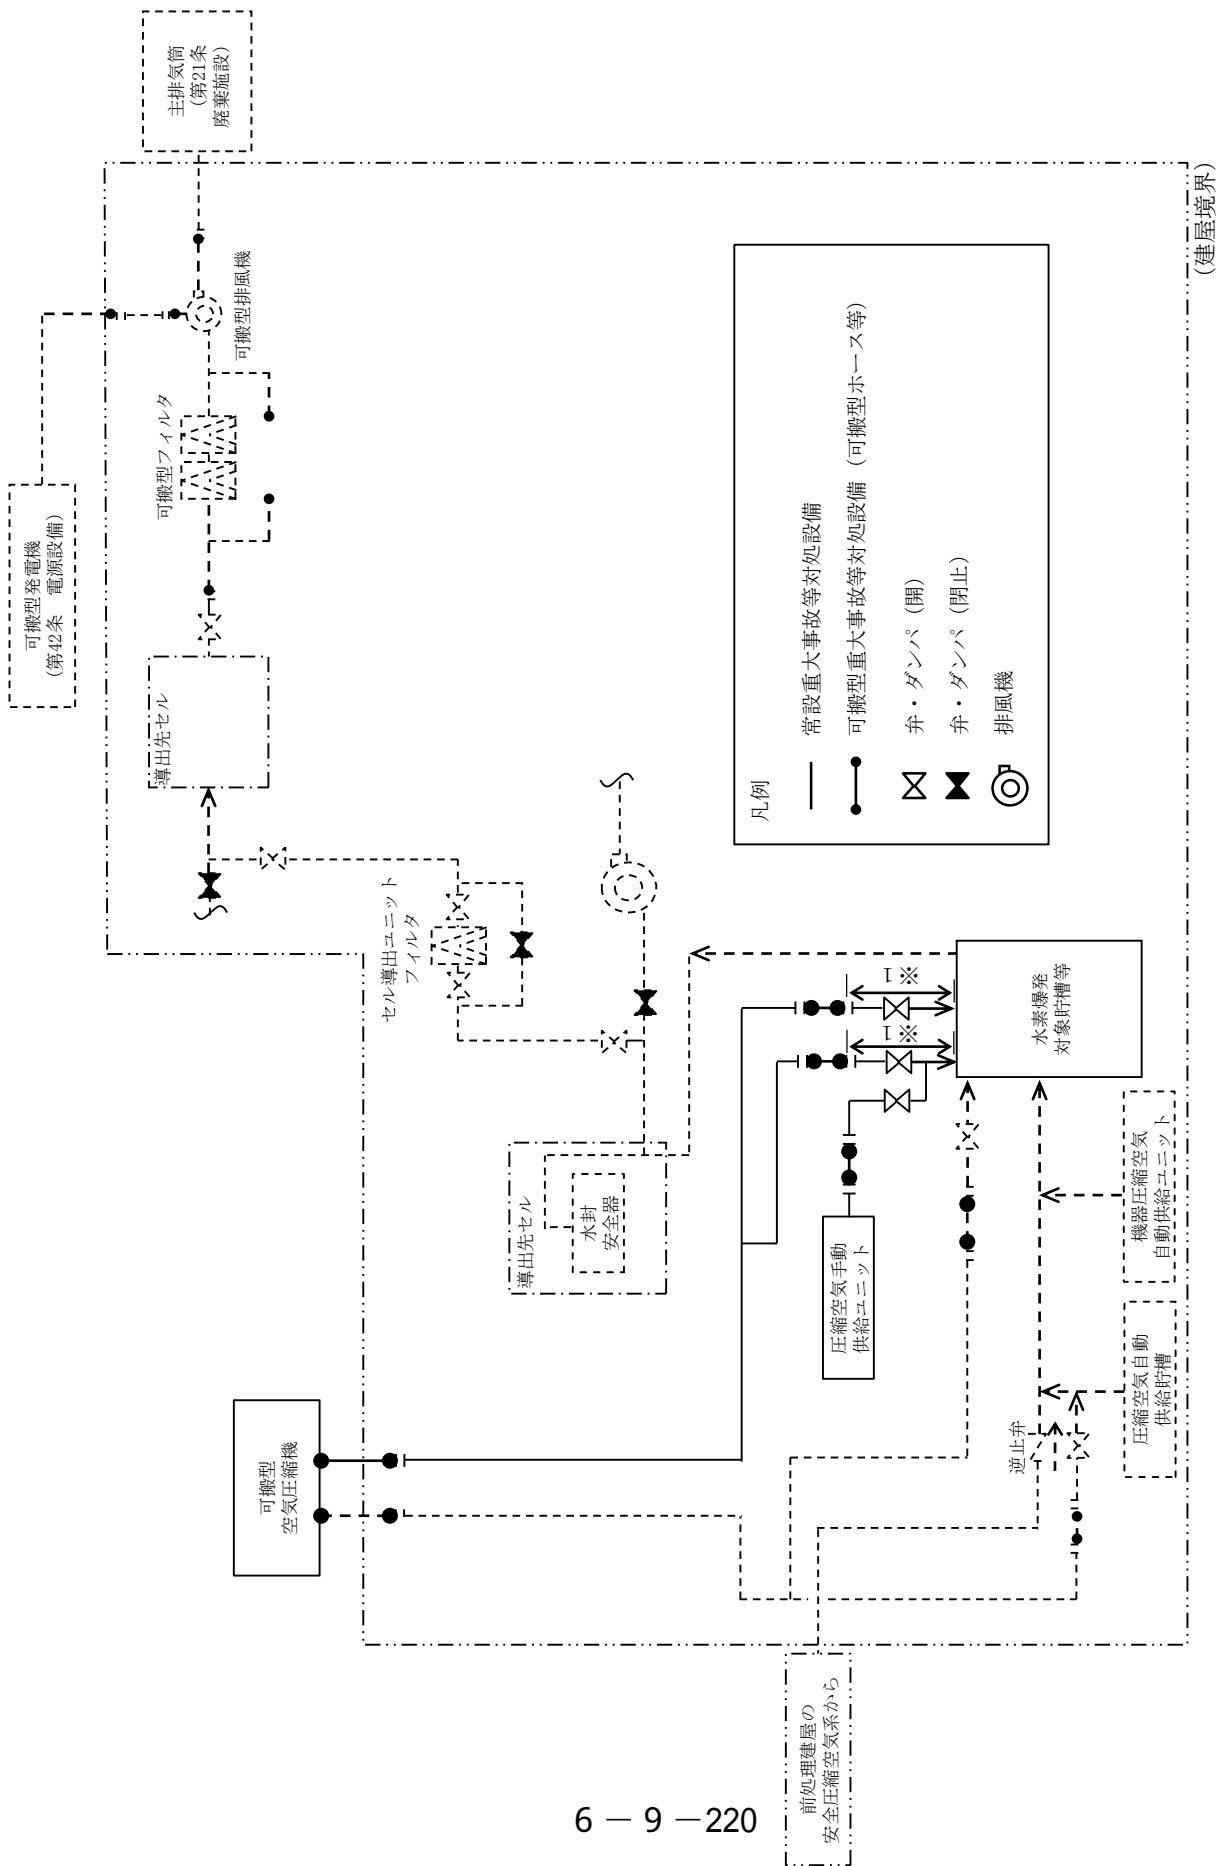 主排気筒
(第21条
廃棄施設)
可搬型発電機
(第42条　電源設備)
可搬型排風機
可搬型フィルタ
導出先セル
セル導出ユニット
フィルタ
導出先セル
水封
安全器
可搬型
空気圧縮機
※1
※1
水素爆発
対象貯槽等
圧縮空気手動
供給ユニット
機器圧縮空気
自動供給ユニット
圧縮空気自動
供給貯槽
逆止弁
前処理建屋の
安全圧縮空気系から
(建屋境界)
凡例
常設重大事故等対処設備
可搬型重大事故等対処設備（可搬型ホース等）
弁・ダンパ（開）
弁・ダンパ（閉止）
排風機
6－9－220